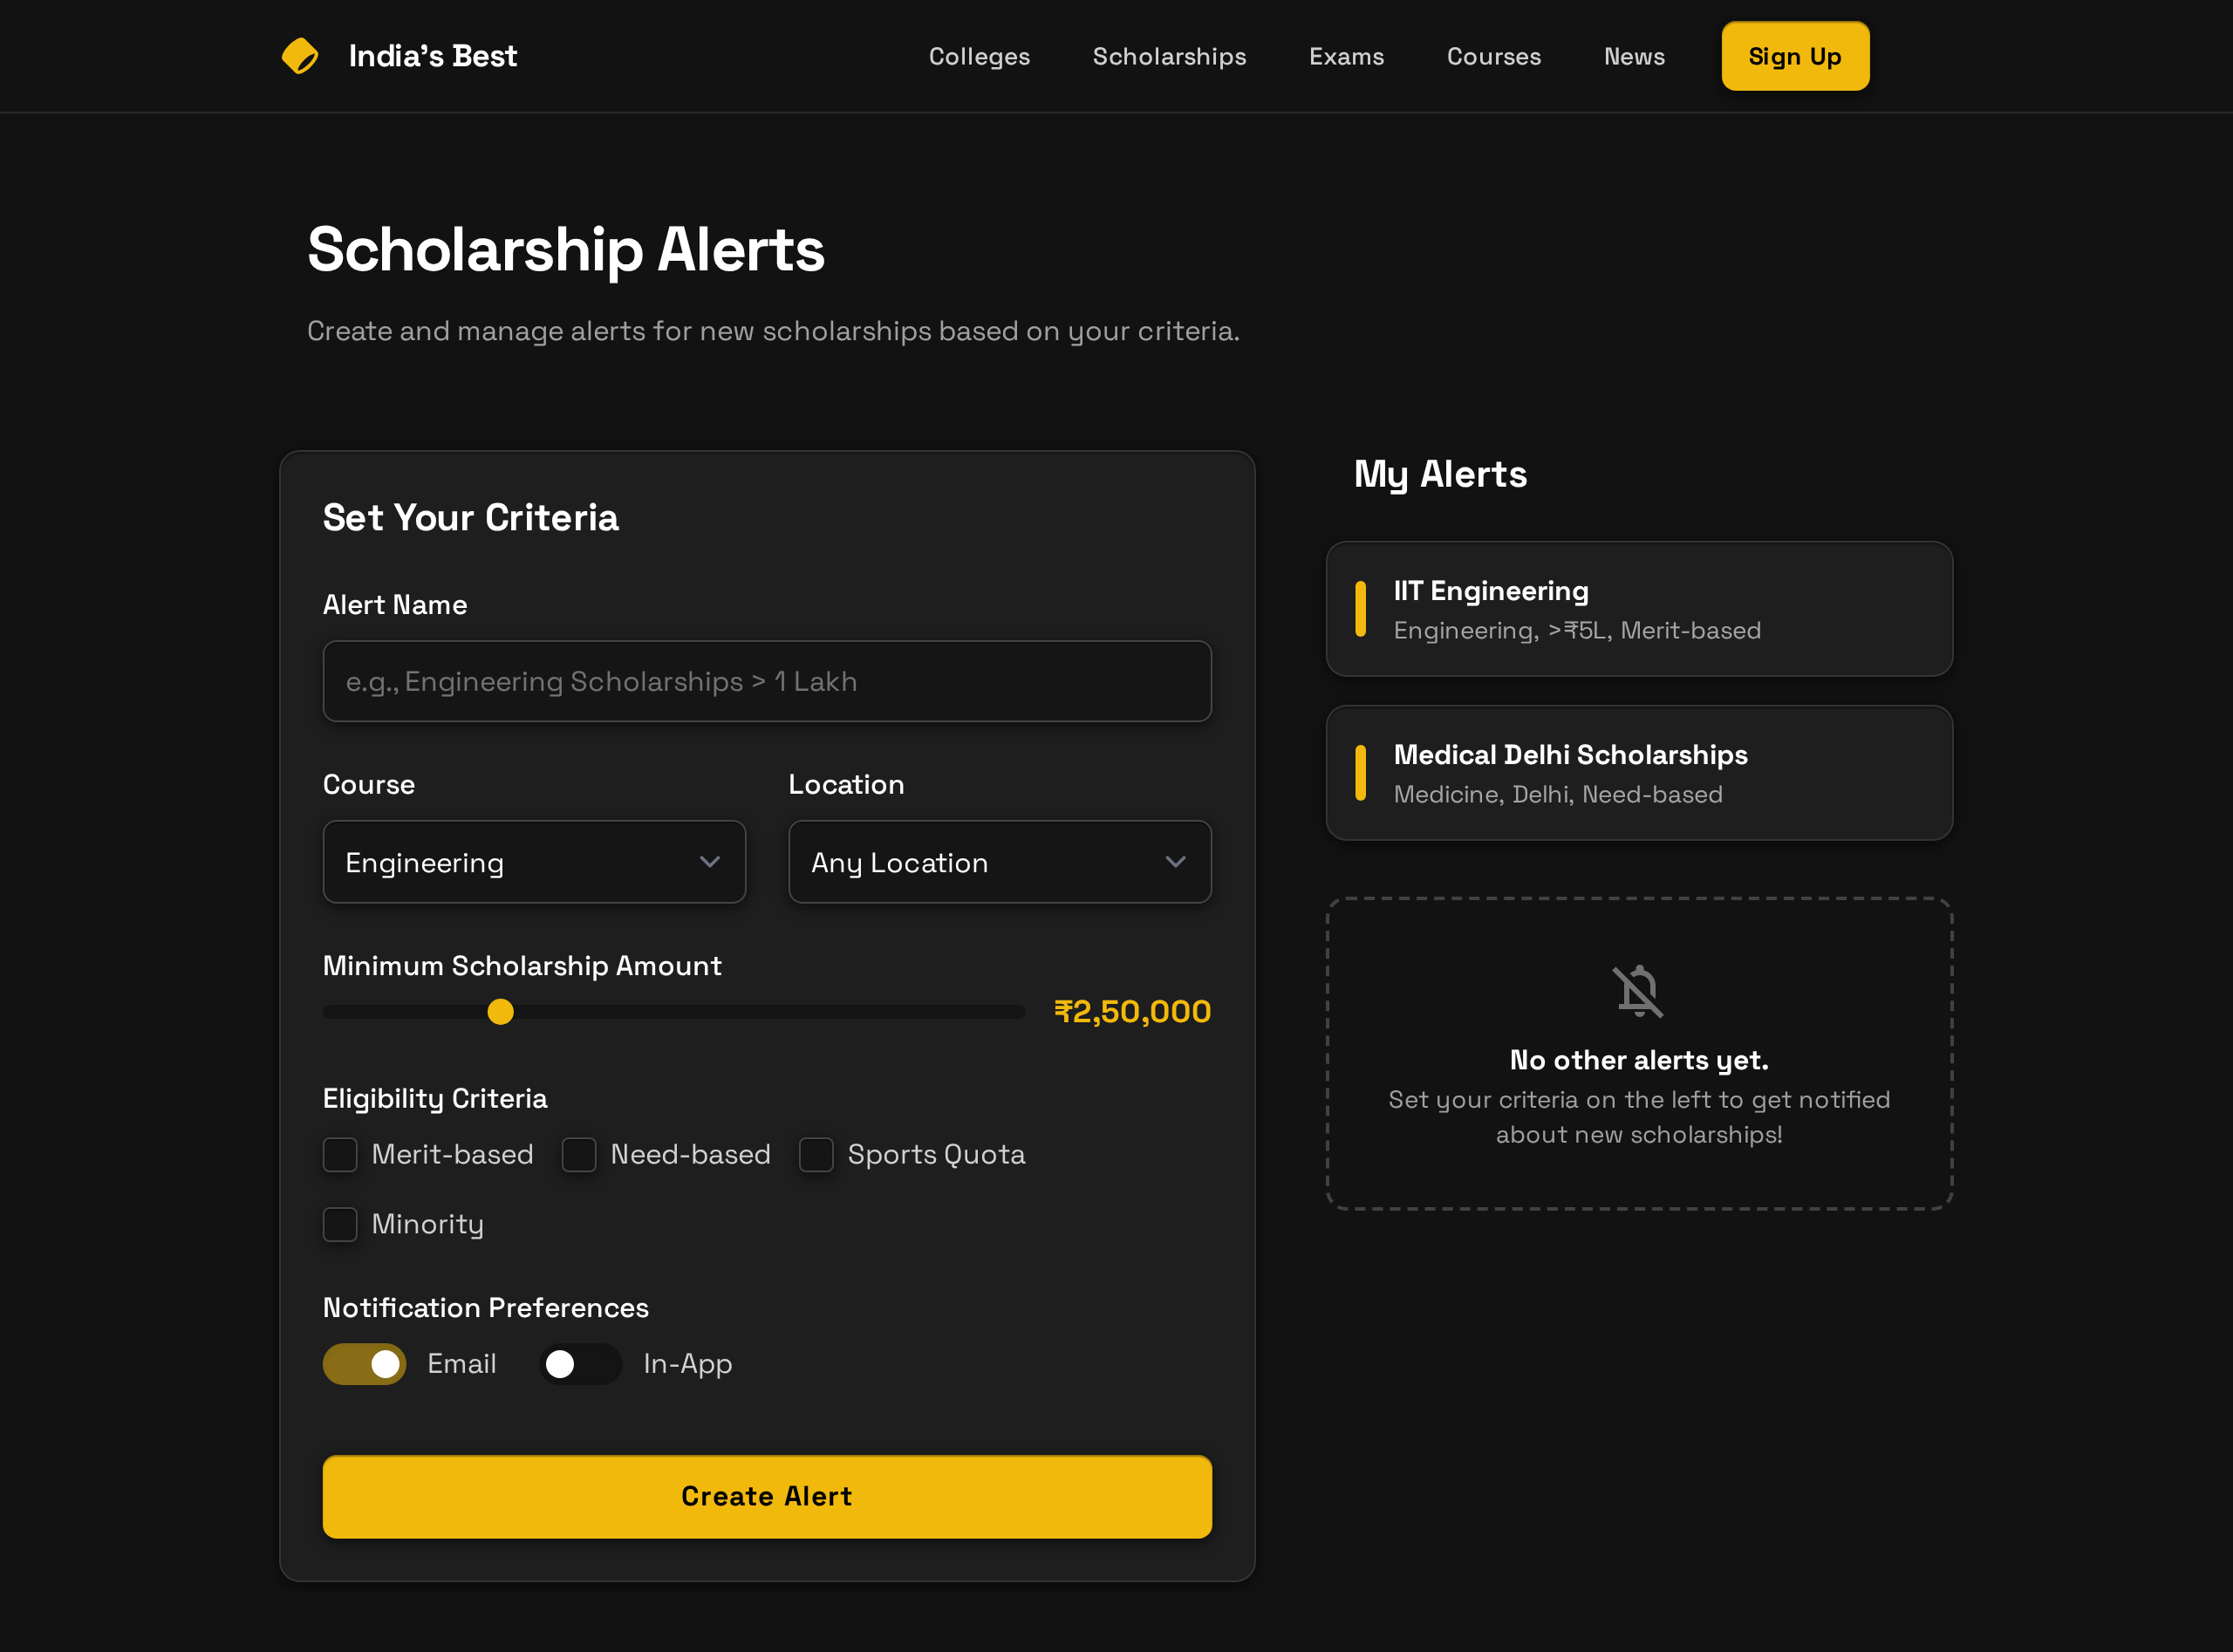 India's Best
Colleges
Scholarships
Exams
Courses
News
Sign Up
Scholarship Alerts
Create and manage alerts for new scholarships based on your criteria.
Set Your Criteria
Alert Name
e.g., Engineering Scholarships > 1 Lakh
Course
Location
Engineering
Any Location
Minimum Scholarship Amount
₹2,50,000
Eligibility Criteria
Merit-based
Need-based
Sports Quota
Minority
Notification Preferences
Email
In-App
Create Alert
My Alerts
IIT Engineering
Engineering, >₹5L, Merit-based
Medical Delhi Scholarships
Medicine, Delhi, Need-based
No other alerts yet.
Set your criteria on the left to get notified
about new scholarships!